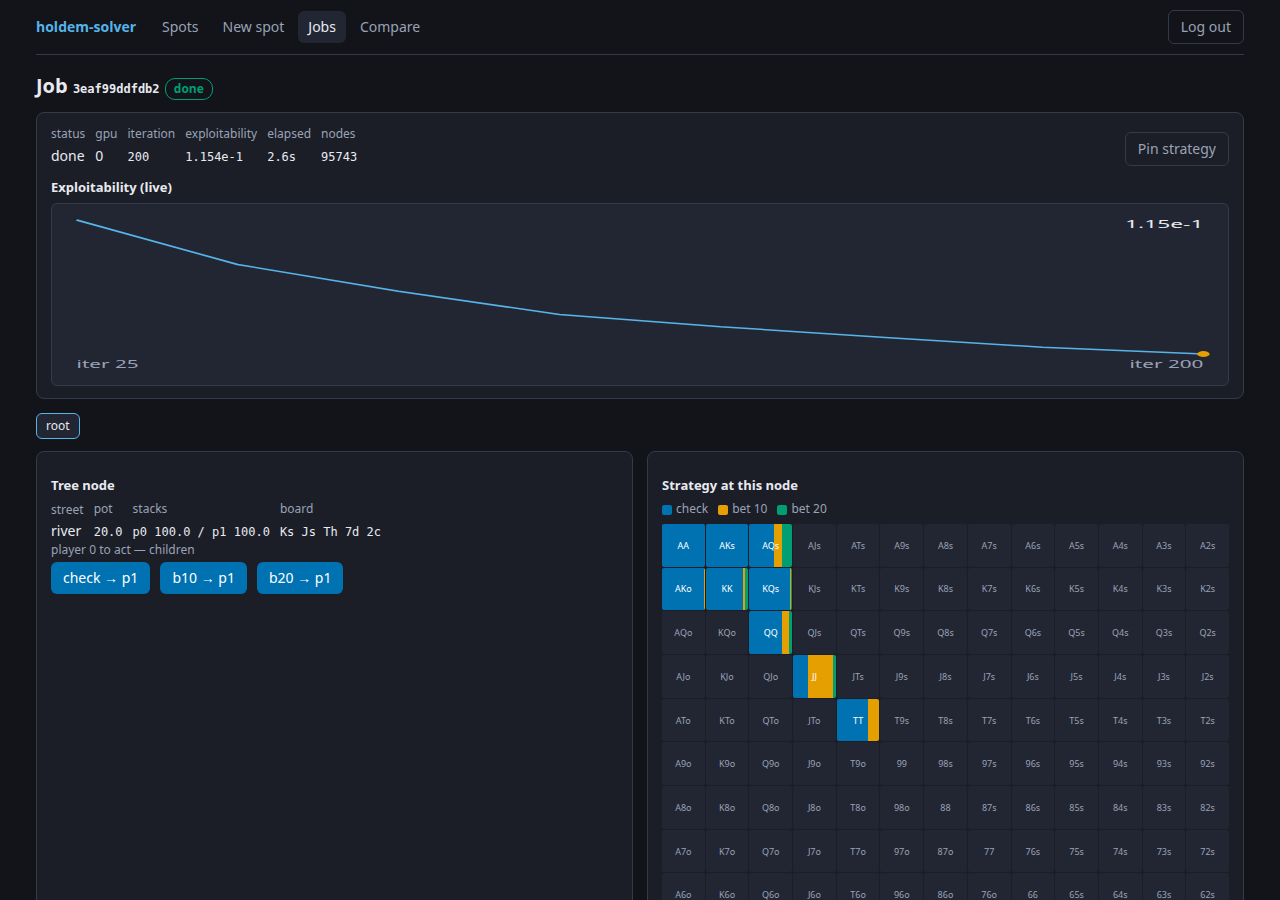 holdem-solver Spots New spot Jobs Compare Log out
Job 3eaf99ddfdb2 done
status gpu iteration exploitability elapsed nodes
done 0 200 1.154e-1 2.6s 95743
Pin strategy
Exploitability (live)
1.15e-1
iter 25 iter 200
root
Tree node
street pot stacks board
river 20.0 p0 100.0 / p1 100.0 Ks Js Th 7d 2c
player 0 to act — children
check → p1 b10 → p1 b20 → p1
Strategy at this node
check bet 10 bet 20
AA AKs AQs AJs ATs A9s A8s A7s A6s A5s A4s A3s A2s
AKo KK KQs KJs KTs K9s K8s K7s K6s K5s K4s K3s K2s
AQo KQo QQ QJs QTs Q9s Q8s Q7s Q6s Q5s Q4s Q3s Q2s
AJo KJo QJo JJ JTs J9s J8s J7s J6s J5s J4s J3s J2s
ATo KTo QTo JTo TT T9s T8s T7s T6s T5s T4s T3s T2s
A9o K9o Q9o J9o T9o 99 98s 97s 96s 95s 94s 93s 92s
A8o K8o Q8o J8o T8o 98o 88 87s 86s 85s 84s 83s 82s
A7o K7o Q7o J7o T7o 97o 87o 77 76s 75s 74s 73s 72s
A6o K6o Q6o J6o T6o 96o 86o 76o 66 65s 64s 63s 62s